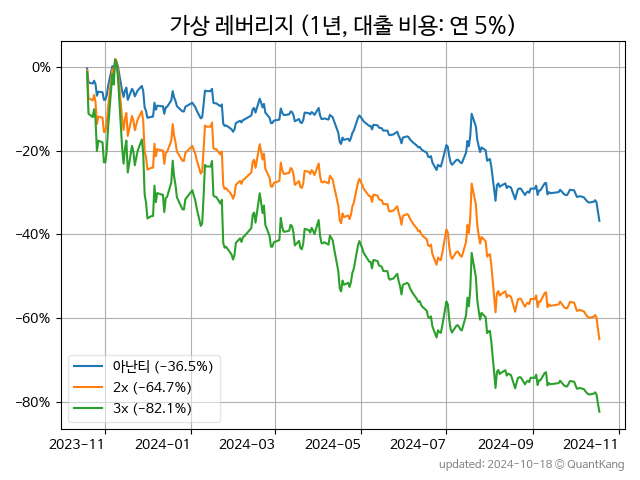 가상 레버리지 (1년, 대출 비용: 연 5%)
0%
−20%
−40%
−60%
−80%
아난티 (−36.5%)
2x (−64.7%)
3x (−82.1%)
2023−11 2024−01 2024−03 2024−05 2024−07 2024−09 2024−11
updated: 2024-10-18 © QuantKang